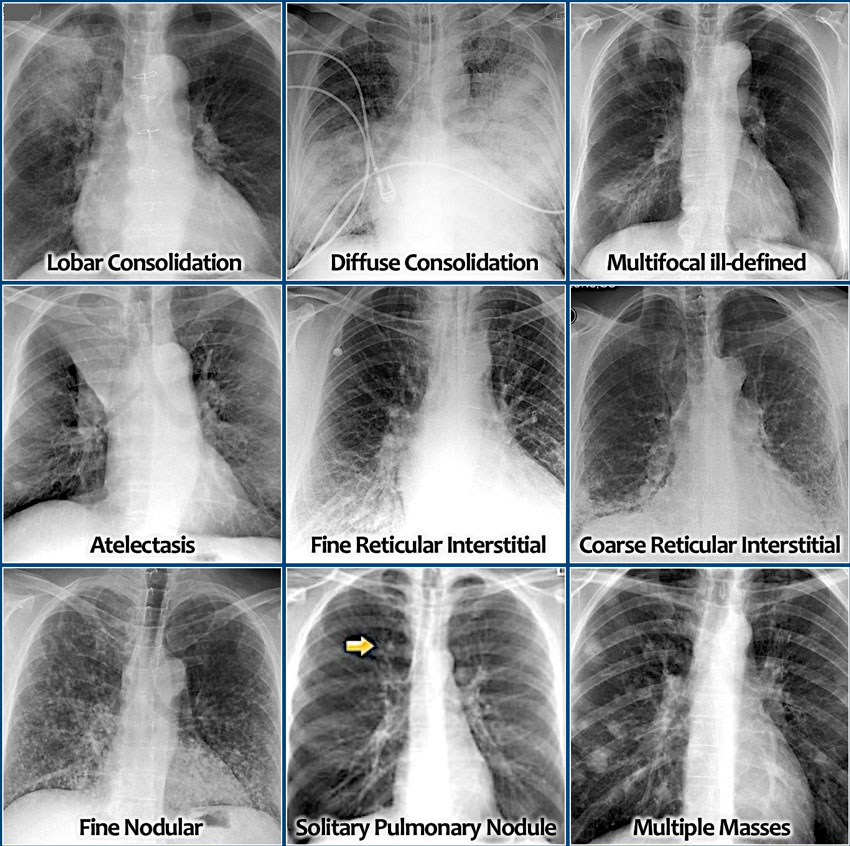 Lobar Consolidation
Diffuse Consolidation
Multifocal ill-defined
Atelectasis
Fine Reticular Interstitial
Coarse Reticular Interstitial
Fine Nodular
Solitary Pulmonary Nodule
Multiple Masses